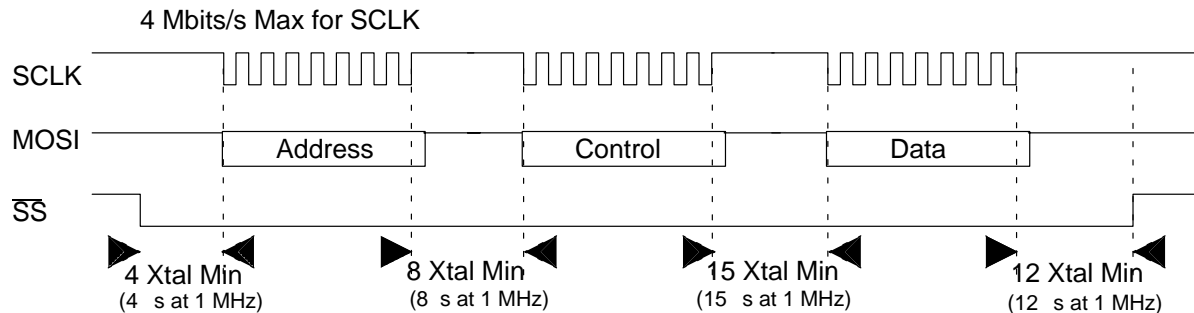 4 Mbits/s Max for SCLK
SCLK
MOSI
Address
Control
Data
SS
4 Xtal Min
(4 s at 1 MHz)
8 Xtal Min
(8 s at 1 MHz)
15 Xtal Min
(15 s at 1 MHz)
12 Xtal Min
(12 s at 1 MHz)